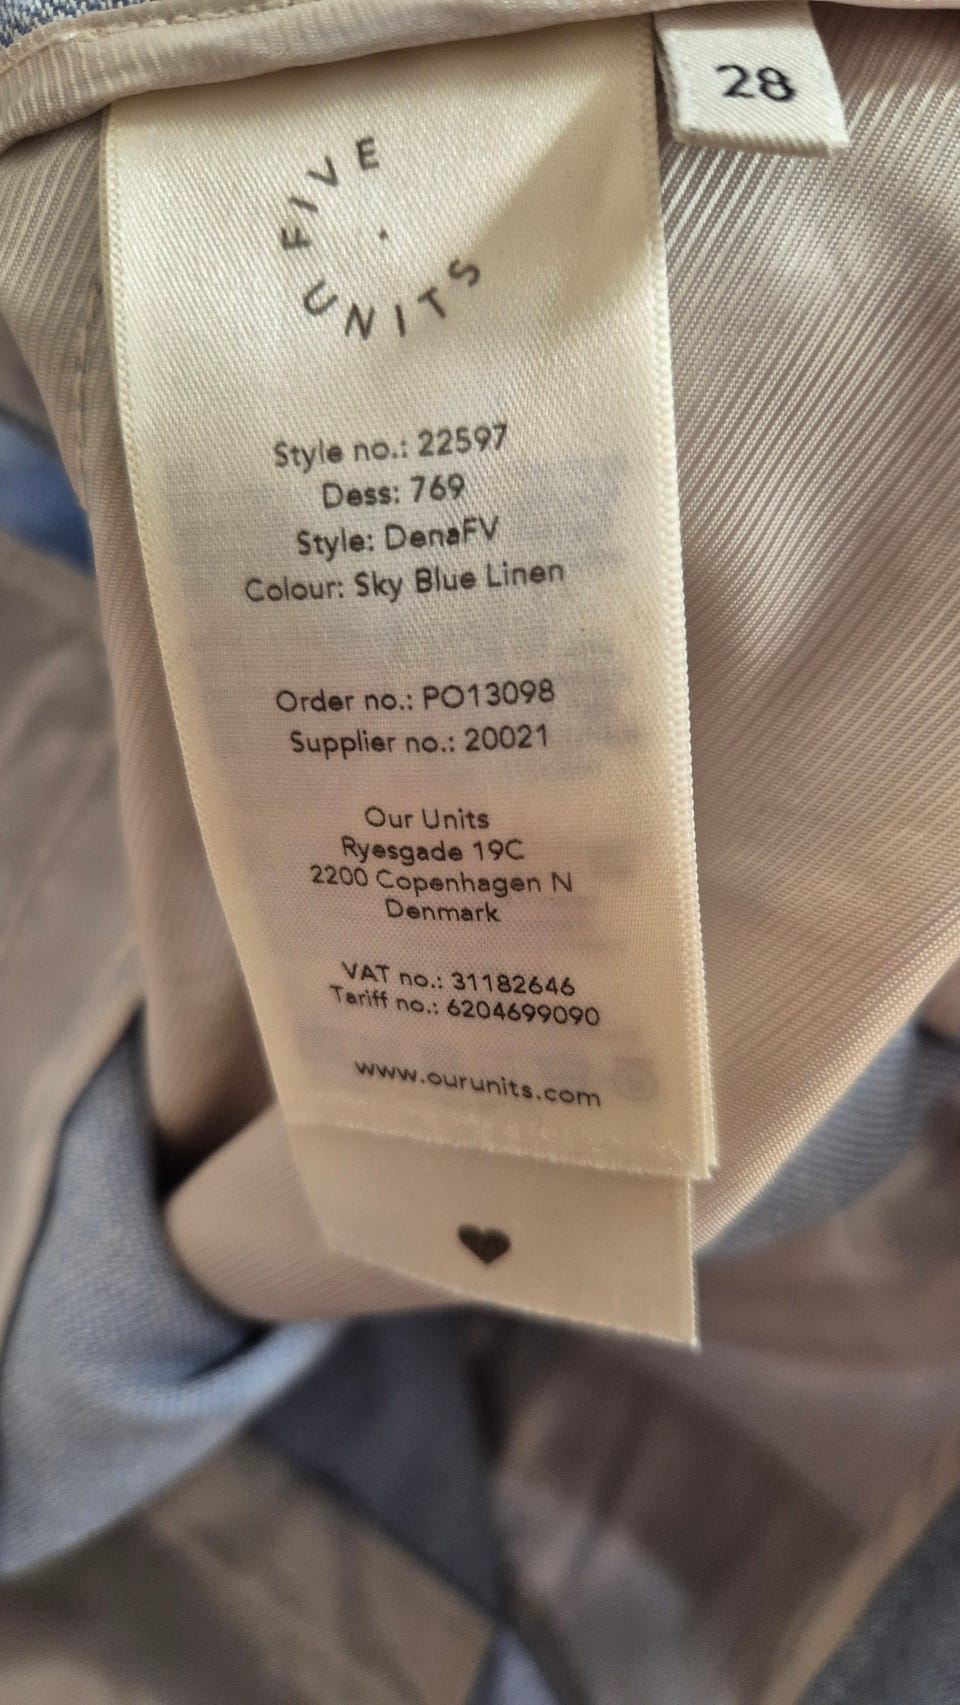 28
FIVE
UNITS
Style no.: 22597
Dess: 769
Style: DenaFV
Colour: Sky Blue Linen
Order no.: PO13098
Supplier no.: 20021
Our Units
Ryesgade 19C
2200 Copenhagen N
Denmark
VAT no.: 31182646
Tariff no.: 6204699090
www.ourunits.com